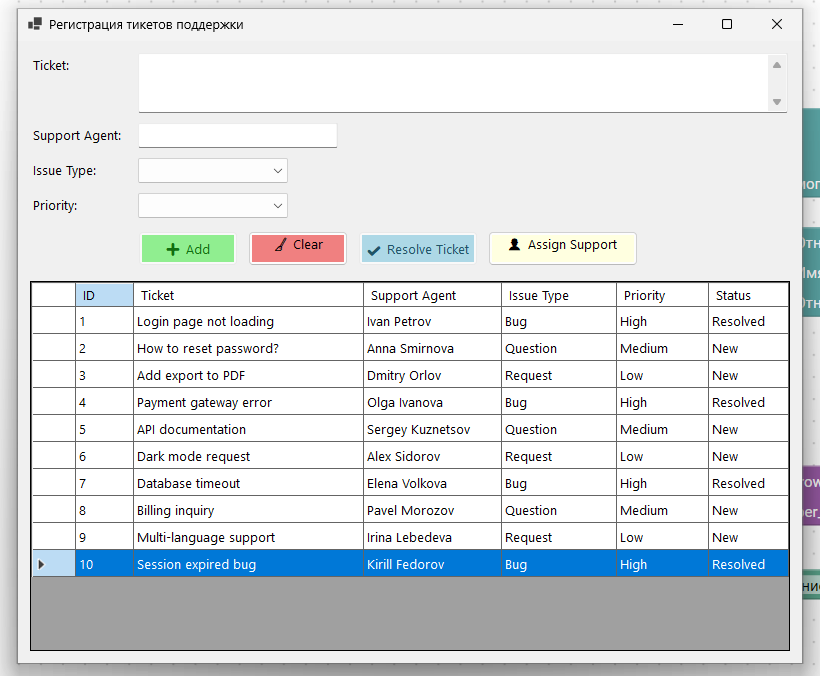 Регистрация тикетов поддержки
Ticket:
Support Agent:
Issue Type:
Priority:
Add Clear Resolve Ticket Assign Support
ID Ticket Support Agent Issue Type Priority Status
1 Login page not loading Ivan Petrov Bug High Resolved
2 How to reset password? Anna Smirnova Question Medium New
3 Add export to PDF Dmitry Orlov Request Low New
4 Payment gateway error Olga Ivanova Bug High Resolved
5 API documentation Sergey Kuznetsov Question Medium New
6 Dark mode request Alex Sidorov Request Low New
7 Database timeout Elena Volkova Bug High Resolved
8 Billing inquiry Pavel Morozov Question Medium New
9 Multi-language support Irina Lebedeva Request Low New
10 Session expired bug Kirill Fedorov Bug High Resolved